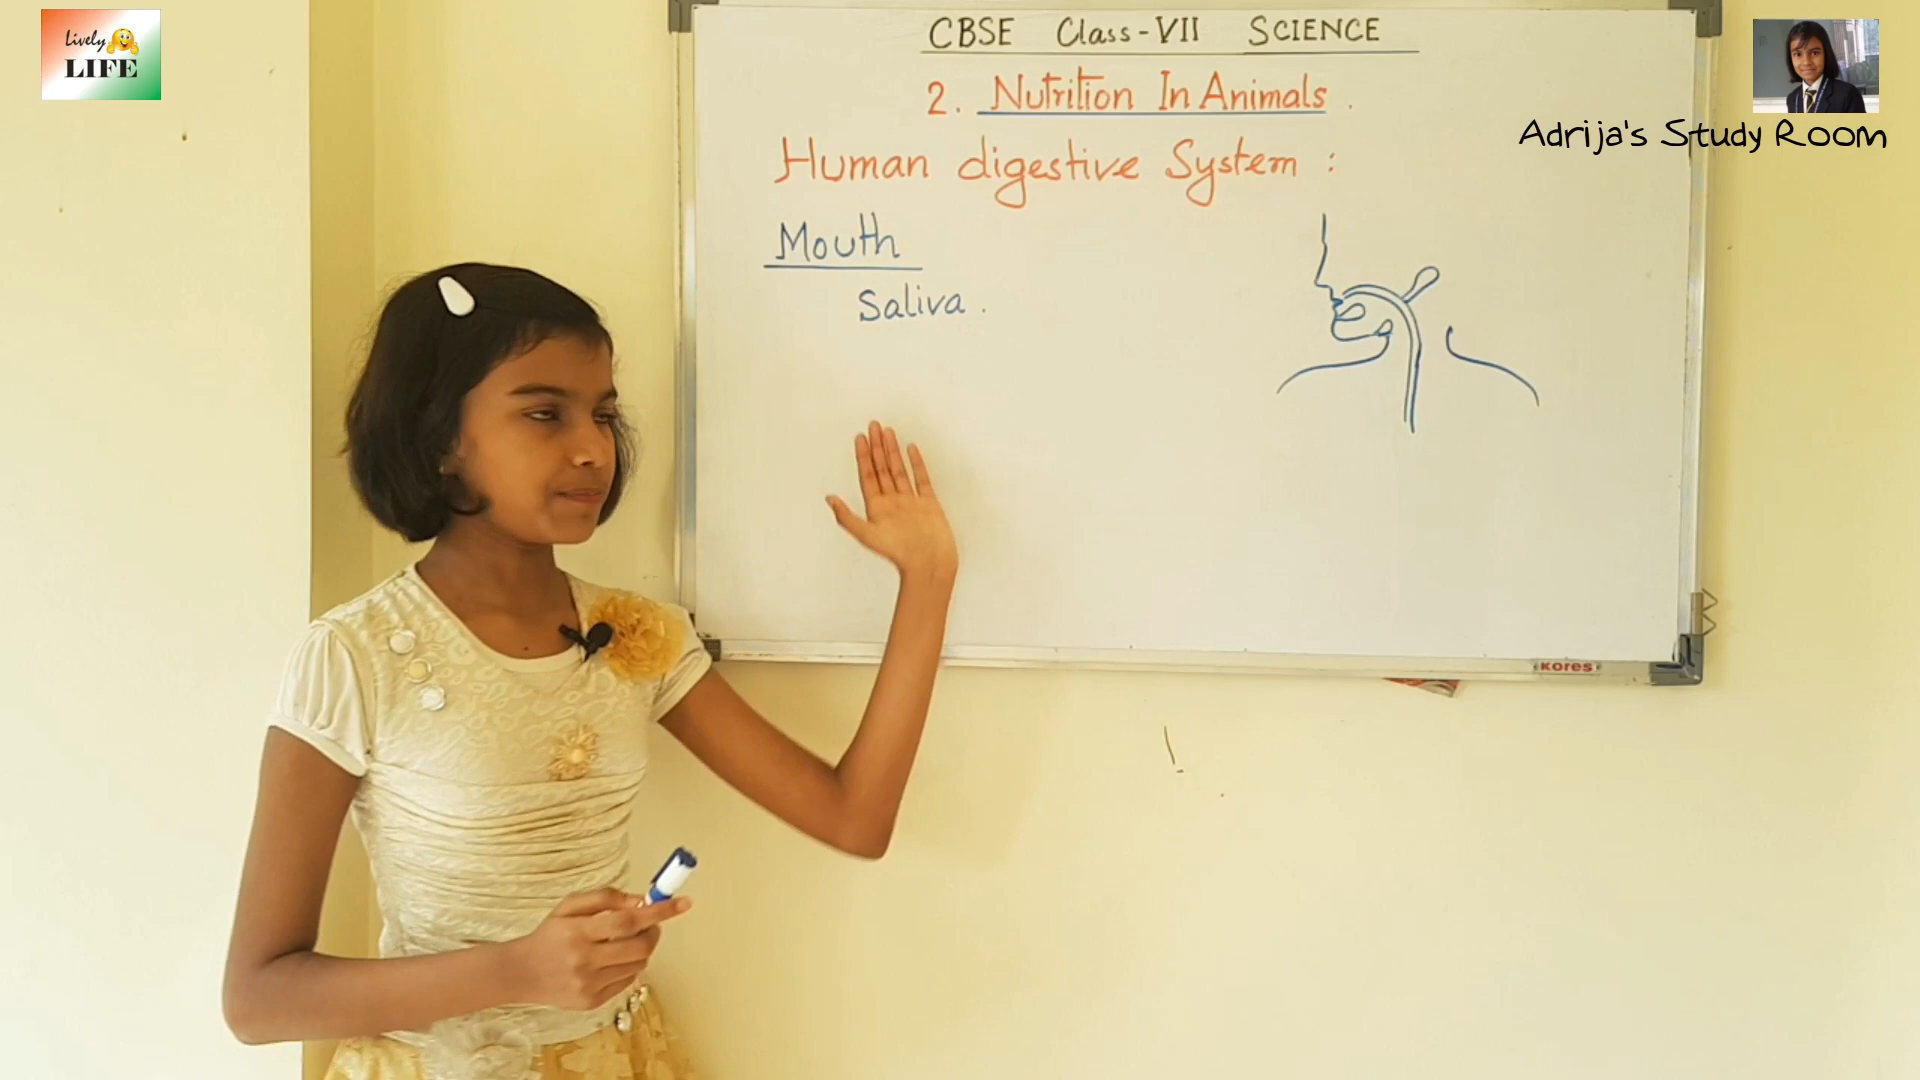 Lively
LIFE
CBSE Class-VII SCIENCE
2. Nutrition In Animals.
Adrija's Study Room
Human digestive System :
Mouth
Saliva.
Kores